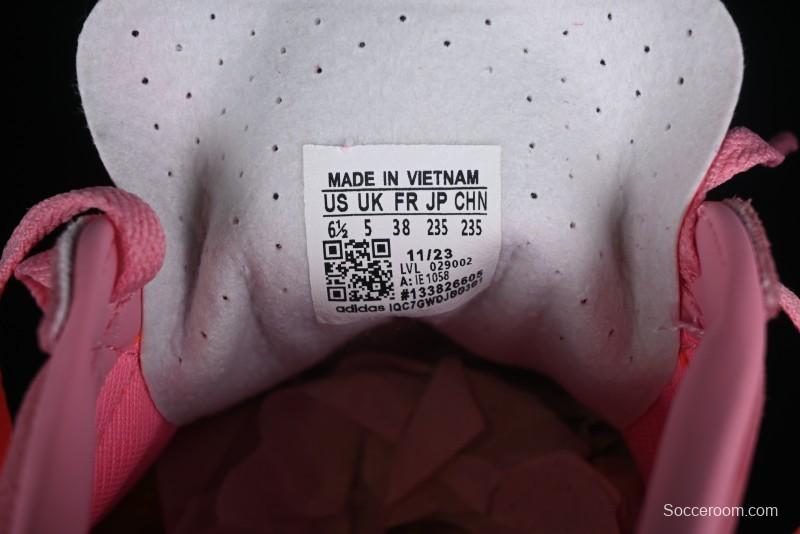 MADE IN VIETNAM
US UK FR JP CHN
6½ 5 38 235 235
11/23
LVL 029002
A: IE1058
#133826605
adidas
Socceroom.com